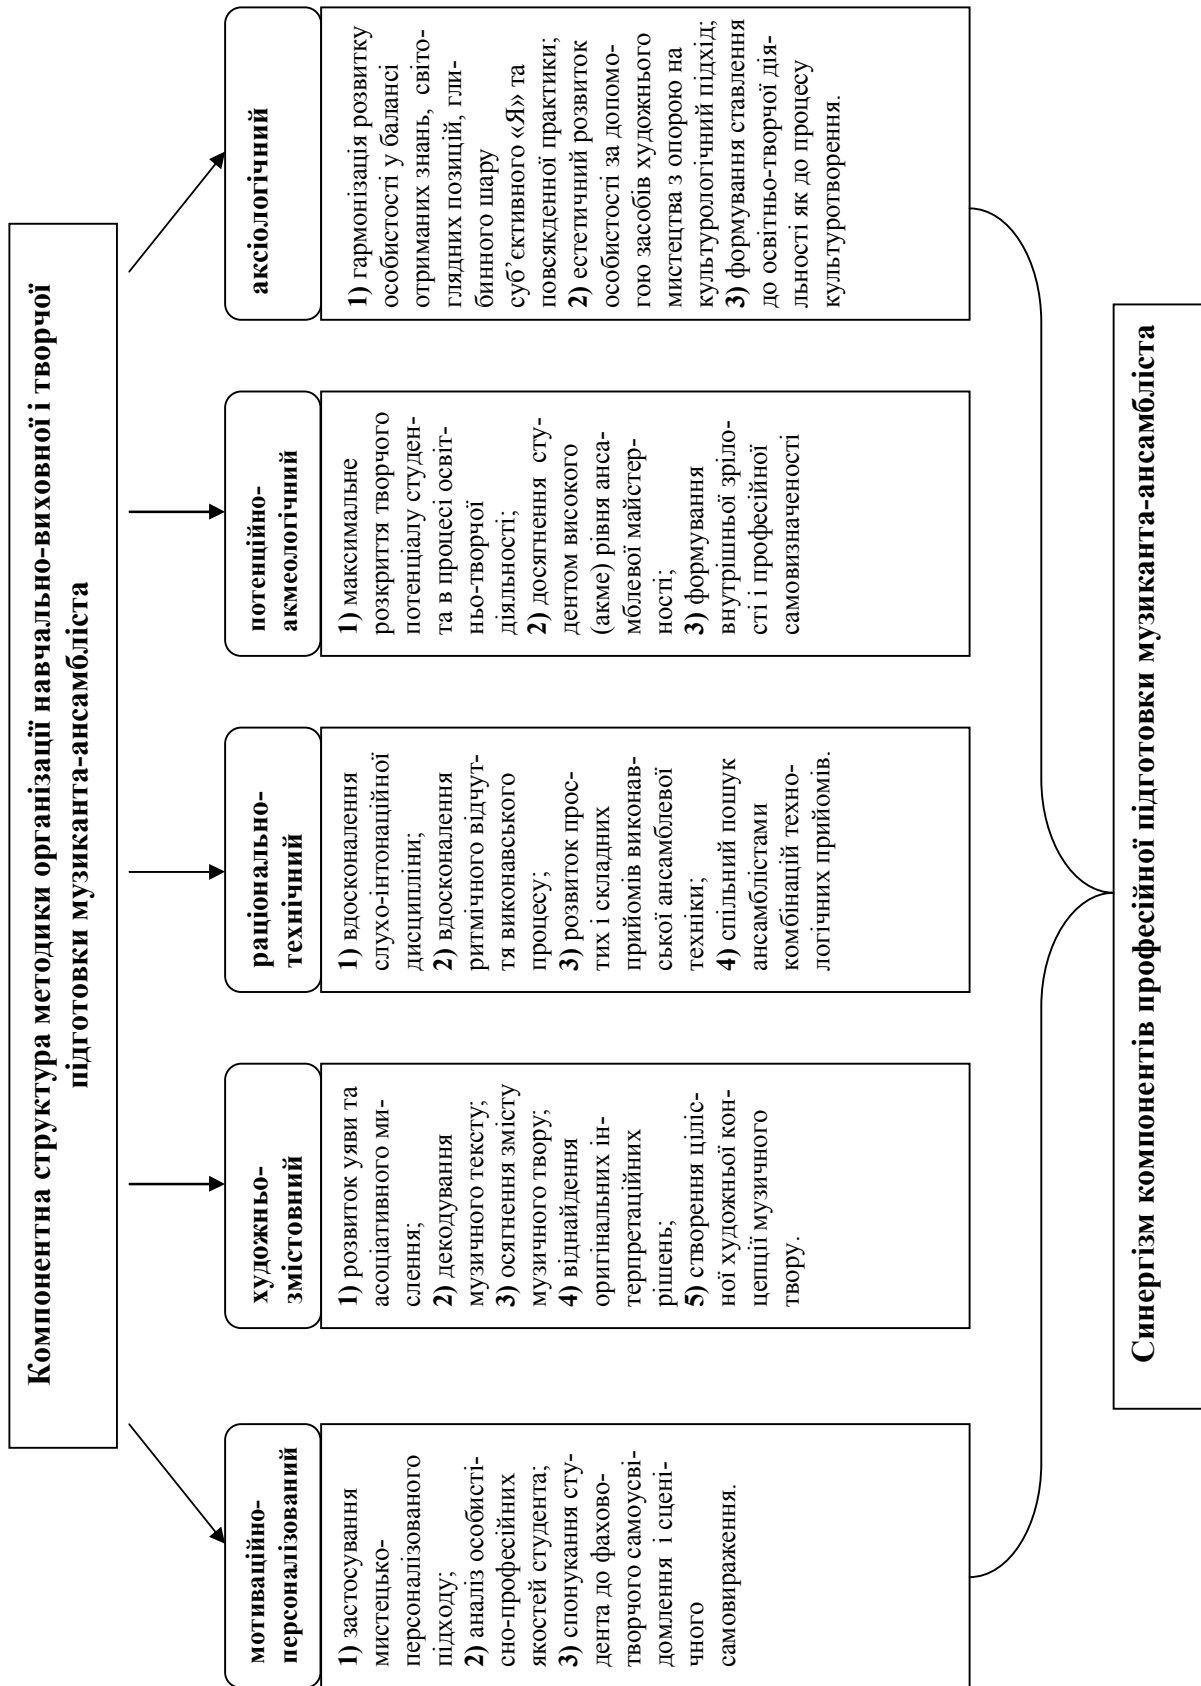 Компонентна структура методики організації навчально-виховної і творчої
підготовки музиканта-ансамбліста
мотиваційно-
персоналізований
1) застосування
мистецько-
персоналізованого
підходу;
2) аналіз особисті-
сно-професійних
якостей студента;
3) спонукання сту-
дента до фахово-
творчого самоусві-
домлення і сцені-
чного
самовираження.
художньо-
змістовний
1) розвиток уяви та
асоціативного ми-
слення;
2) декодування
музичного тексту;
3) осягнення змісту
музичного твору;
4) віднайдення
оригінальних ін-
терпретаційних
рішень;
5) створення ціліс-
ної художньої кон-
цепції музичного
твору.
раціонально-
технічний
1) вдосконалення
слухо-інтонаційної
дисципліни;
2) вдосконалення
ритмічного відчут-
тя виконавського
процесу;
3) розвиток прос-
тих і складних
прийомів виконав-
ської ансамблевої
техніки;
4) спільний пошук
ансамблістами
комбінацій техно-
логічних прийомів.
потенційно-
акмеологічний
1) максимальне
розкриття творчого
потенціалу студен-
та в процесі освіт-
ньо-творчої
діяльності;
2) досягнення сту-
дентом високого
(акме) рівня анса-
мблевої майстер-
ності;
3) формування
внутрішньої зріло-
сті і професійної
самовизначеності
аксіологічний
1) гармонізація розвитку
особистості у балансі
отриманих знань, світо-
глядних позицій, гли-
бинного шару
суб’єктивного «Я» та
повсякденної практики;
2) естетичний розвиток
особистості за допомо-
гою засобів художнього
мистецтва з опорою на
культурологічний підхід;
3) формування ставлення
до освітньо-творчої дія-
льності як до процесу
культуротворення.
Синергізм компонентів професійної підготовки музиканта-ансамбліста